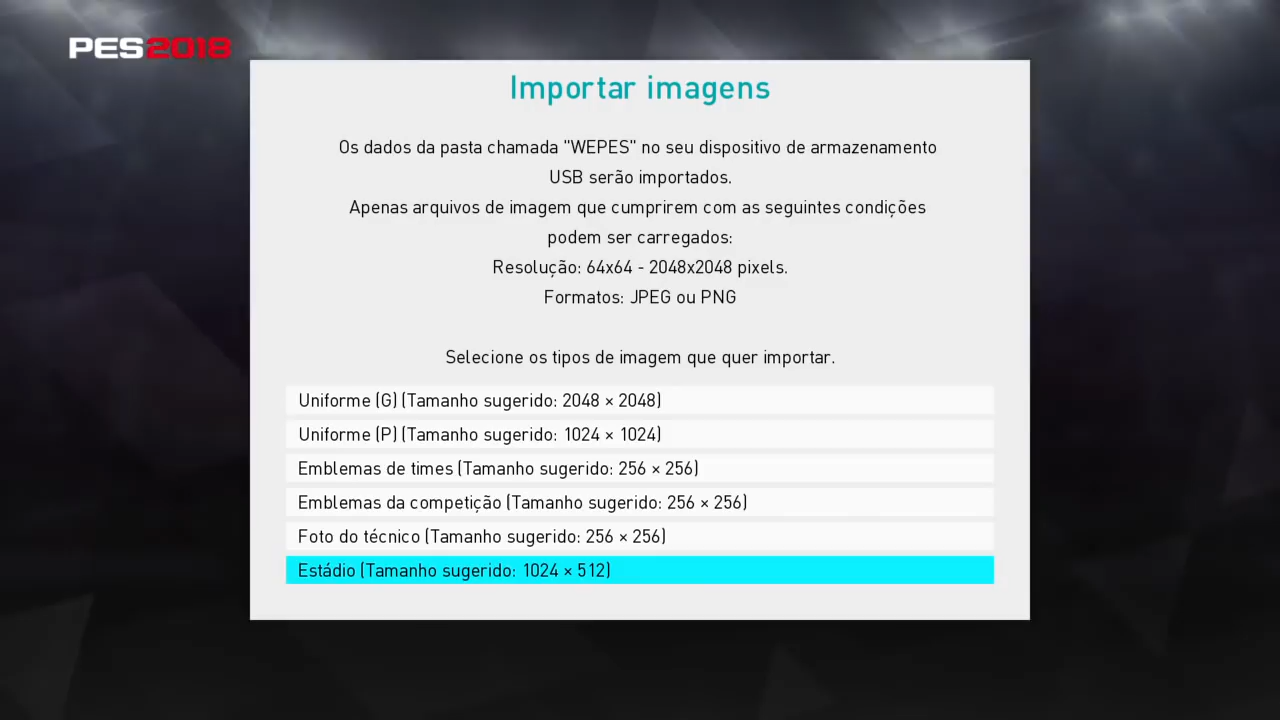 PES2018
Importar imagens
Os dados da pasta chamada "WEPES" no seu dispositivo de armazenamento
USB serão importados.
Apenas arquivos de imagem que cumprirem com as seguintes condições
podem ser carregados:
Resolução: 64x64 - 2048x2048 pixels.
Formatos: JPEG ou PNG
Selecione os tipos de imagem que quer importar.
Uniforme (G) (Tamanho sugerido: 2048 × 2048)
Uniforme (P) (Tamanho sugerido: 1024 × 1024)
Emblemas de times (Tamanho sugerido: 256 × 256)
Emblemas da competição (Tamanho sugerido: 256 × 256)
Foto do técnico (Tamanho sugerido: 256 × 256)
Estádio (Tamanho sugerido: 1024 × 512)